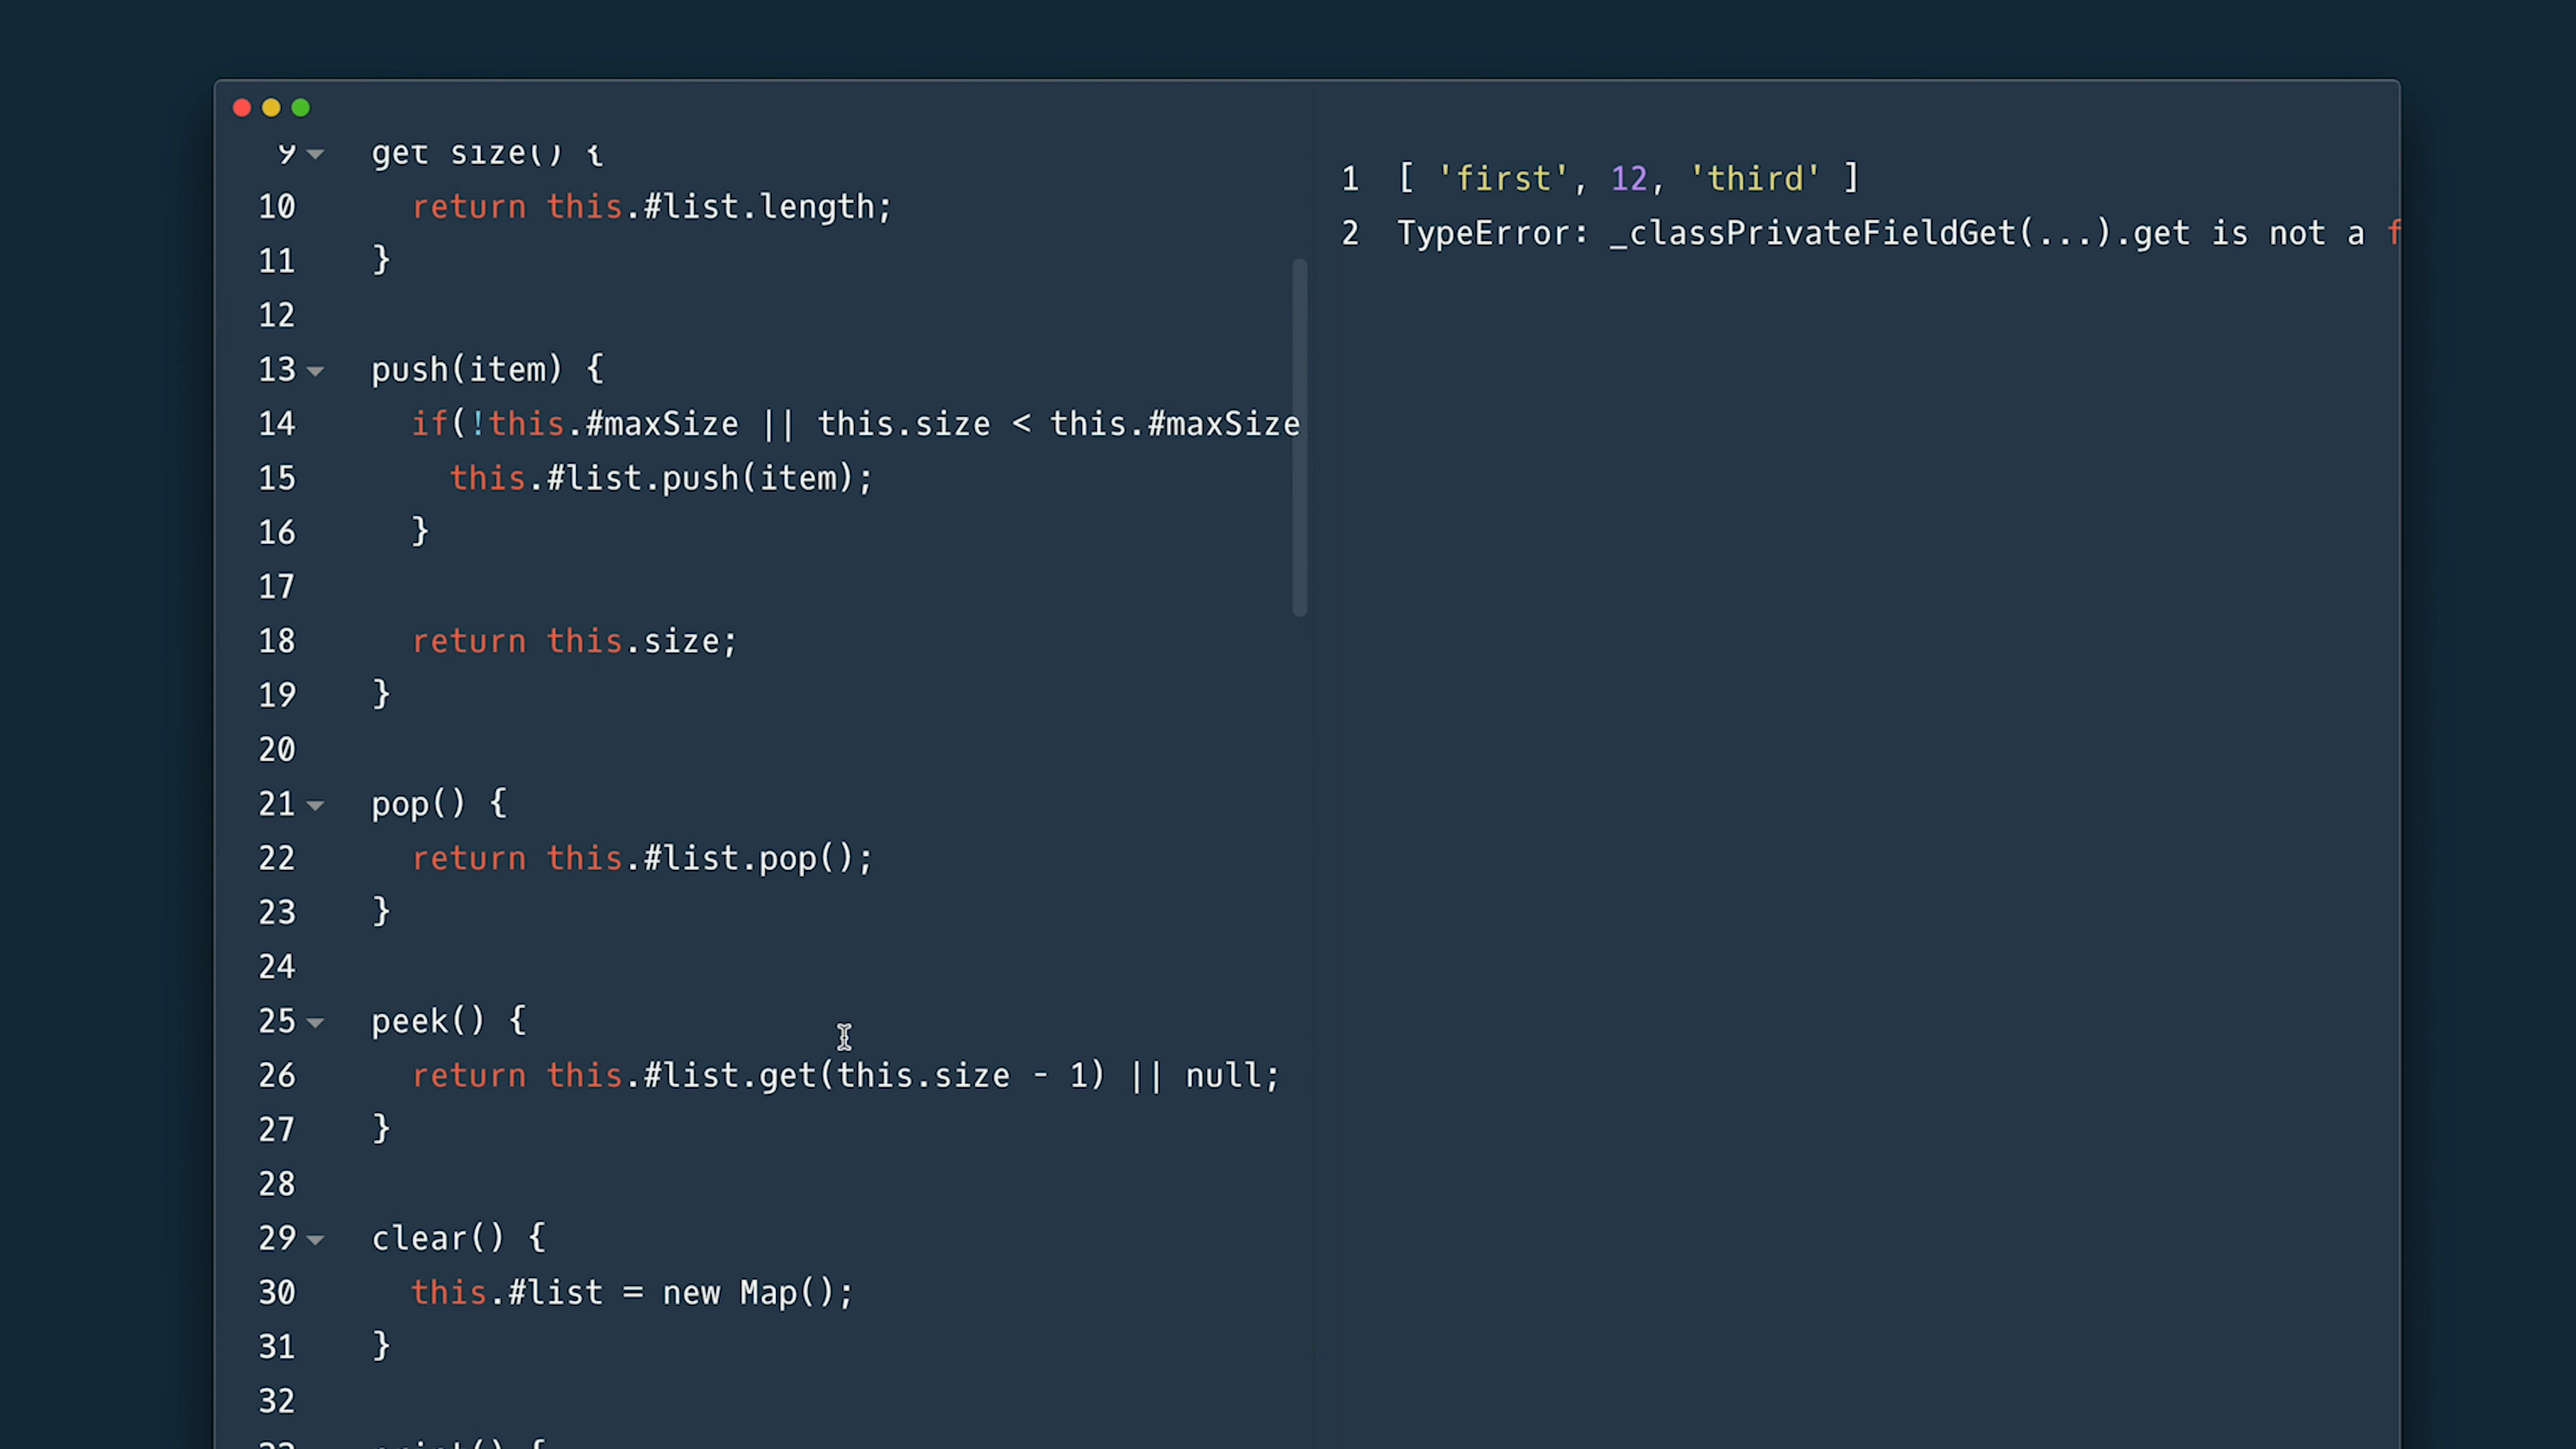 9 get size() {
10 return this.#list.length;
11 }
12
13 push(item) {
14 if(!this.#maxSize || this.size < this.#maxSize
15 this.#list.push(item);
16 }
17
18 return this.size;
19 }
20
21 pop() {
22 return this.#list.pop();
23 }
24
25 peek() {
26 return this.#list.get(this.size - 1) || null;
27 }
28
29 clear() {
30 this.#list = new Map();
31 }
32
1 [ 'first', 12, 'third' ]
2 TypeError: _classPrivateFieldGet(...).get is not a f